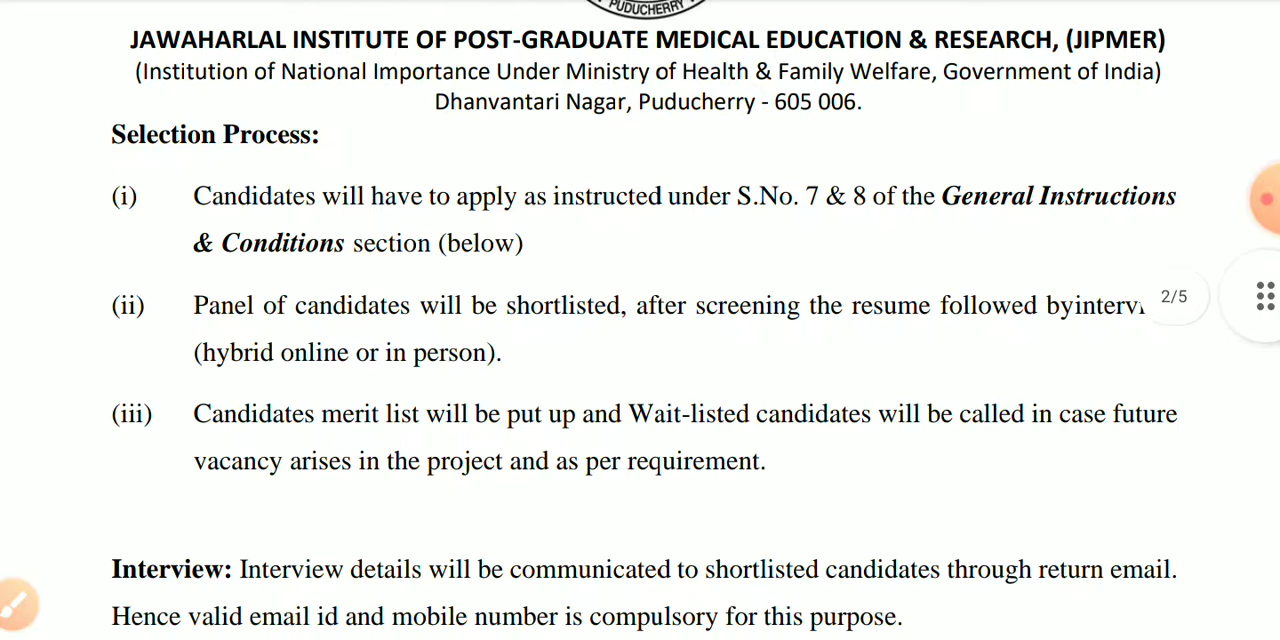 PUDUCHERRY
JAWAHARLAL INSTITUTE OF POST-GRADUATE MEDICAL EDUCATION & RESEARCH, (JIPMER)
(Institution of National Importance Under Ministry of Health & Family Welfare, Government of India)
Dhanvantari Nagar, Puducherry - 605 006.
Selection Process:
(i) Candidates will have to apply as instructed under S.No. 7 & 8 of the General Instructions
& Conditions section (below)
(ii) Panel of candidates will be shortlisted, after screening the resume followed by
2/5
(hybrid online or in person).
(iii) Candidates merit list will be put up and Wait-listed candidates will be called in case future
vacancy arises in the project and as per requirement.
Interview: Interview details will be communicated to shortlisted candidates through return email.
Hence valid email id and mobile number is compulsory for this purpose.